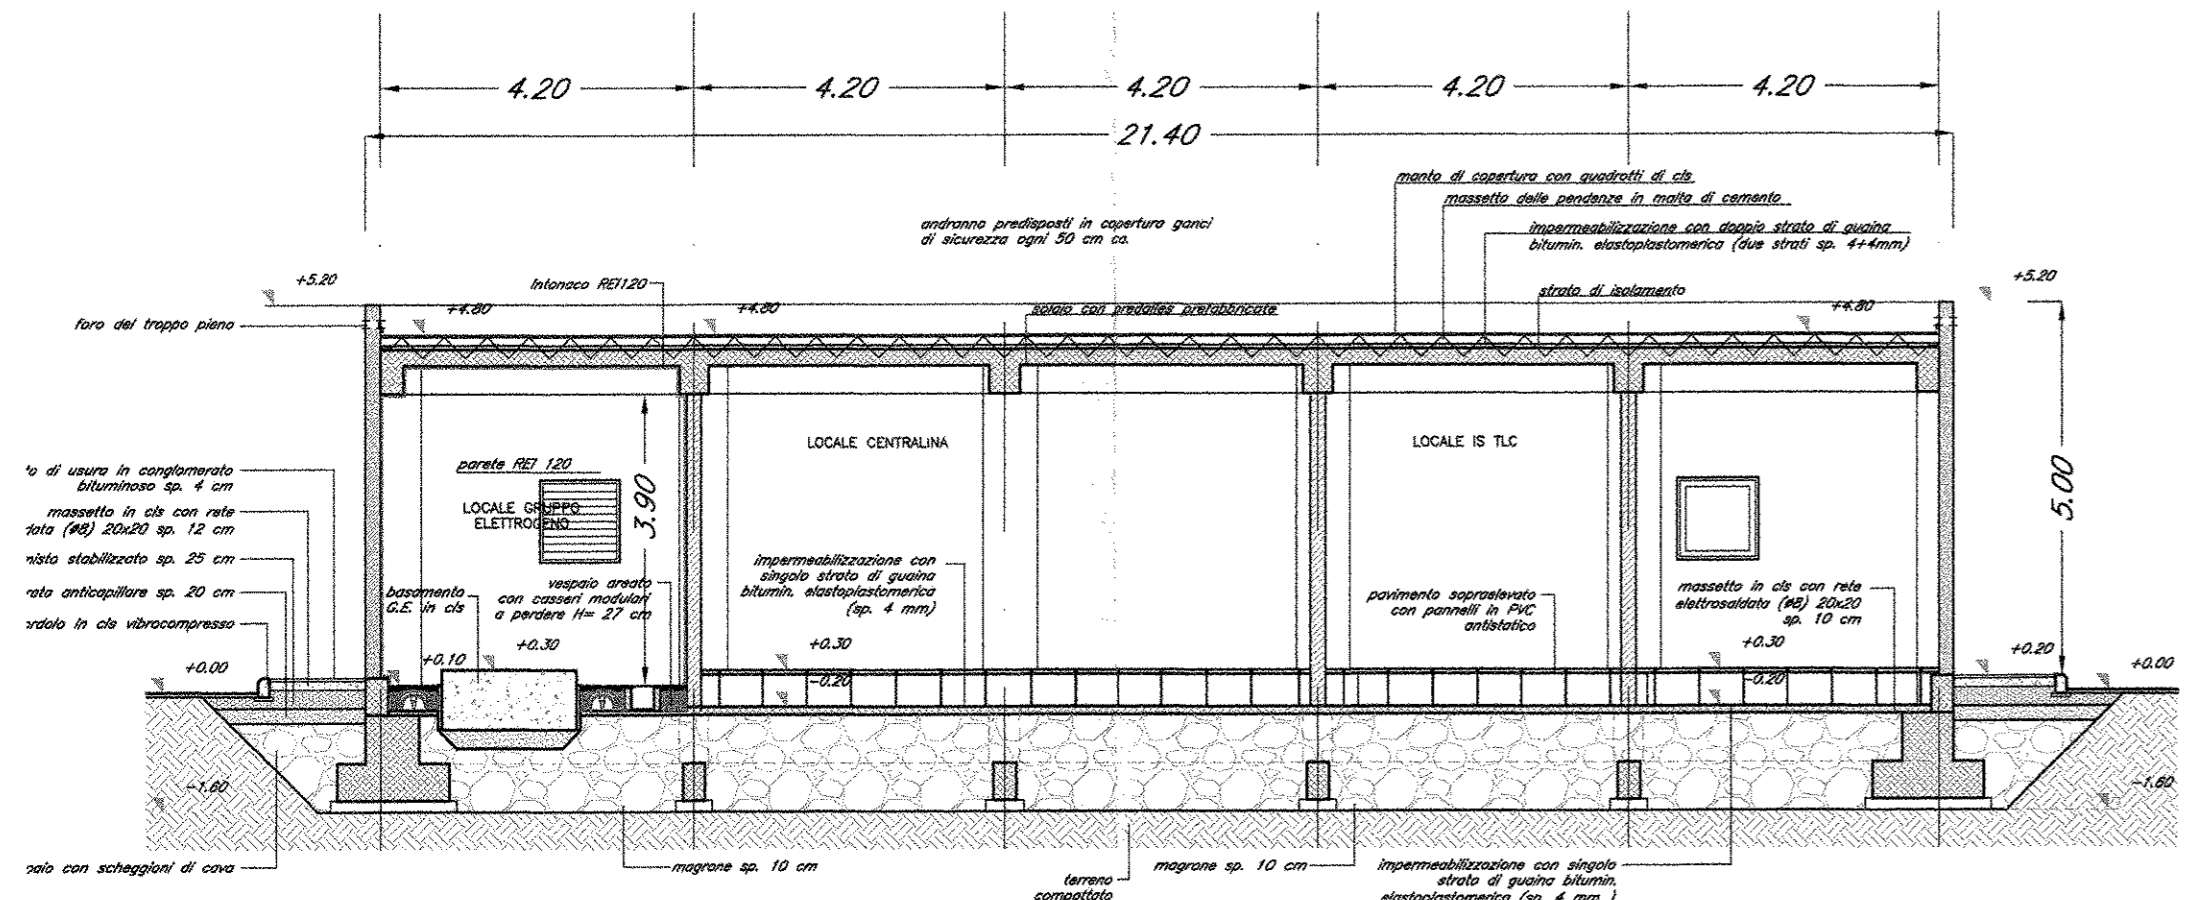 4.20 4.20 4.20 4.20 4.20
21.40
manto di copertura con quadrotti di cls
massetto delle pendenze in malta di cemento
andranno predisposti in copertura ganci
di sicurezza ogni 50 cm ca.
impermeabilizzazione con doppio strato di guaina
bitumin. elastoplastomerica (due strati sp. 4+4mm)
+5.20
Intonaco REI120
strato di isolamento
+5.20
foro del troppo pieno
+4.80
+4.80
solaio con predalles prefabbricate
+4.80
LOCALE CENTRALINA
LOCALE IS TLC
parete REI 120
LOCALE GRUPPO
ELETTROGENO
3.90
5.00
di usura in conglomerato
bituminoso sp. 4 cm
massetto in cls con rete
(ø8) 20x20 sp. 12 cm
stabilizzato sp. 25 cm
anticapillare sp. 20 cm
in cls vibrocompresso
basamento
G.E. in cls
vespaio areato
con casseri modulari
a perdere H= 27 cm
impermeabilizzazione con
singolo strato di guaina
bitumin. elastoplastomerica
(sp. 4 mm)
pavimento sopraelevato
con pannelli in PVC
antistatico
massetto in cls con rete
elettrosaldata (ø8) 20x20
sp. 10 cm
+0.00
+0.10
+0.30
+0.30
-0.20
+0.30
-0.20
+0.20
+0.00
-1.60
-1.60
con scheggioni di cava
magrone sp. 10 cm
terreno
compattato
magrone sp. 10 cm
impermeabilizzazione con singolo
strato di guaina bitumin.
elastoplastomerica (sp. 4 mm )